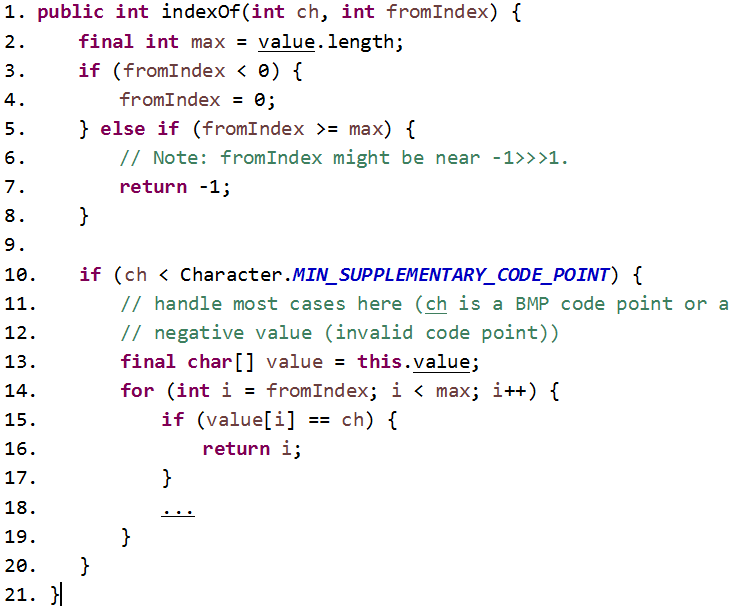 1. public int indexOf(int ch, int fromIndex) {
2.     final int max = value.length;
3.     if (fromIndex < 0) {
4.         fromIndex = 0;
5.     } else if (fromIndex >= max) {
6.         // Note: fromIndex might be near -1>>>1.
7.         return -1;
8.     }
9.
10.    if (ch < Character.MIN_SUPPLEMENTARY_CODE_POINT) {
11.        // handle most cases here (ch is a BMP code point or a
12.        // negative value (invalid code point))
13.        final char[] value = this.value;
14.        for (int i = fromIndex; i < max; i++) {
15.            if (value[i] == ch) {
16.                return i;
17.            }
18.            ...
19.        }
20.    }
21. }